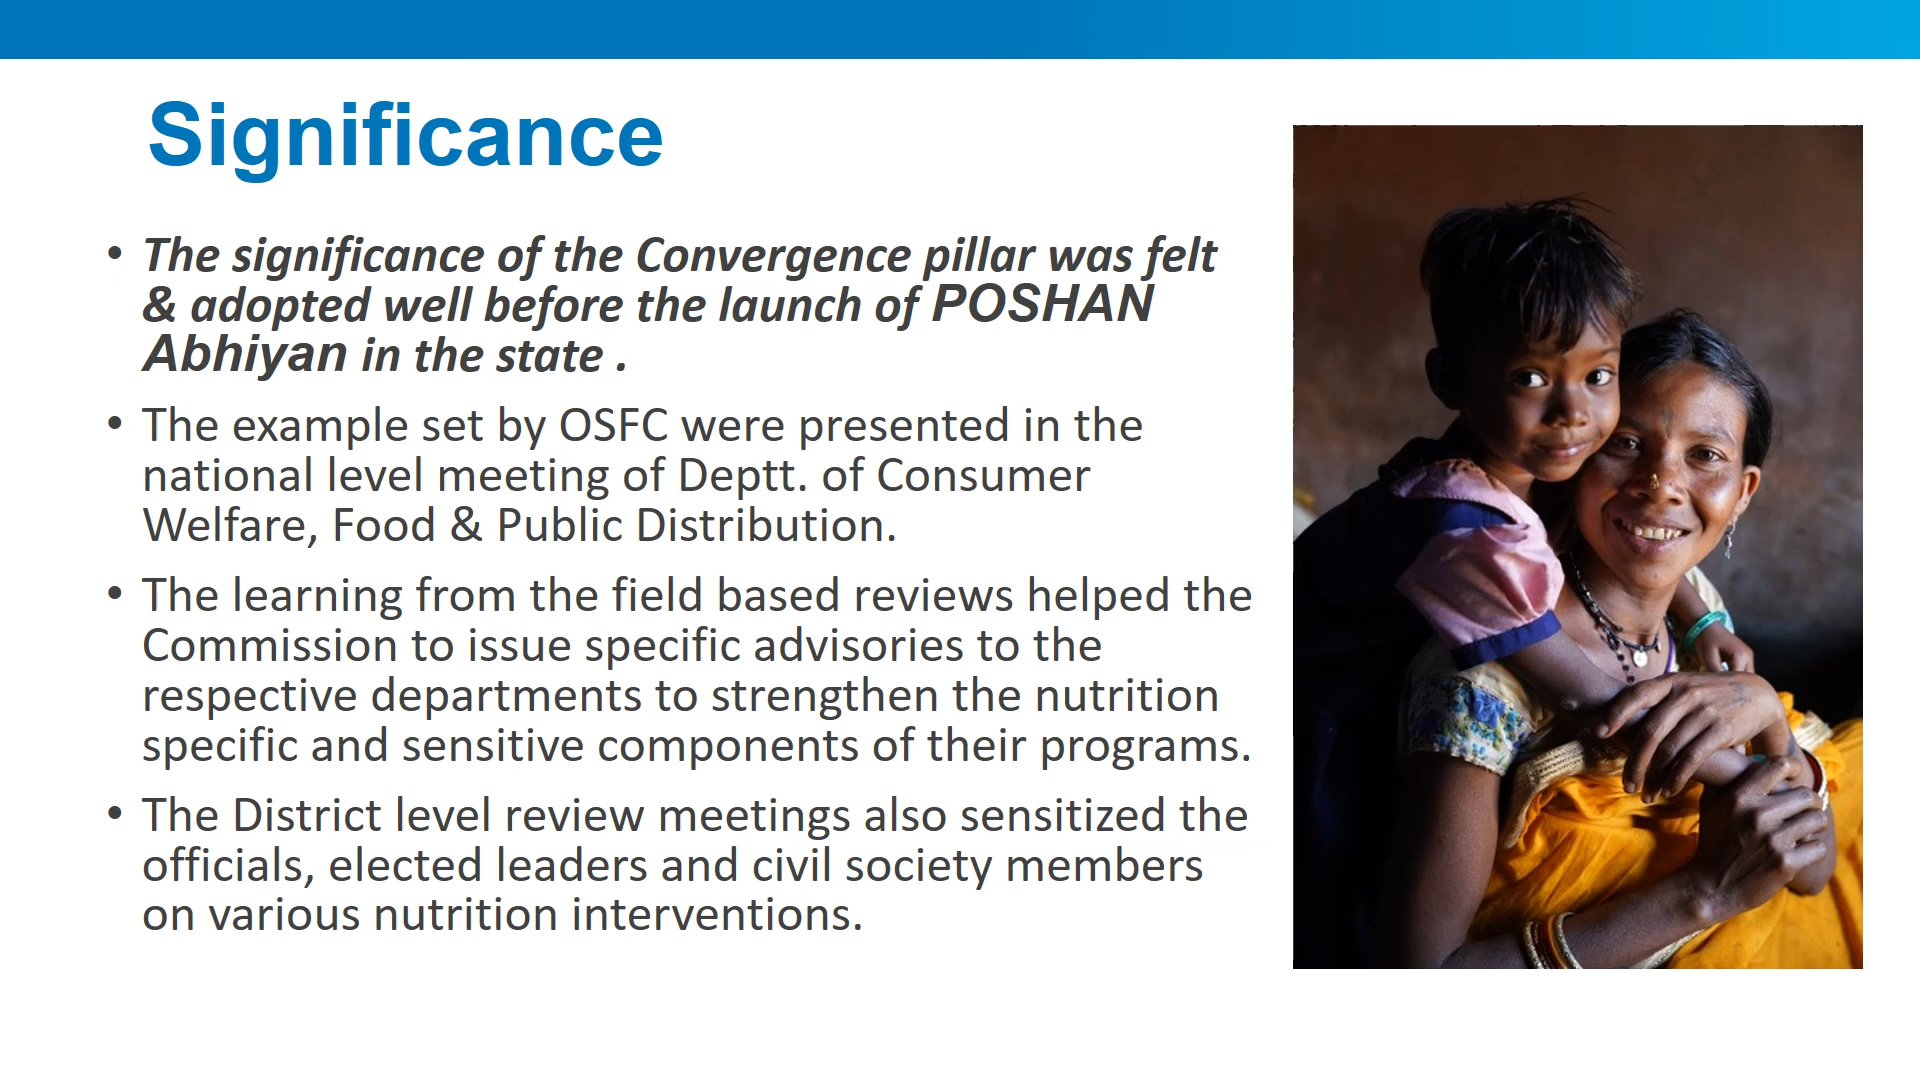 Significance
• The significance of the Convergence pillar was felt
& adopted well before the launch of POSHAN
Abhiyan in the state .
• The example set by OSFC were presented in the
national level meeting of Deptt. of Consumer
Welfare, Food & Public Distribution.
• The learning from the field based reviews helped the
Commission to issue specific advisories to the
respective departments to strengthen the nutrition
specific and sensitive components of their programs.
• The District level review meetings also sensitized the
officials, elected leaders and civil society members
on various nutrition interventions.